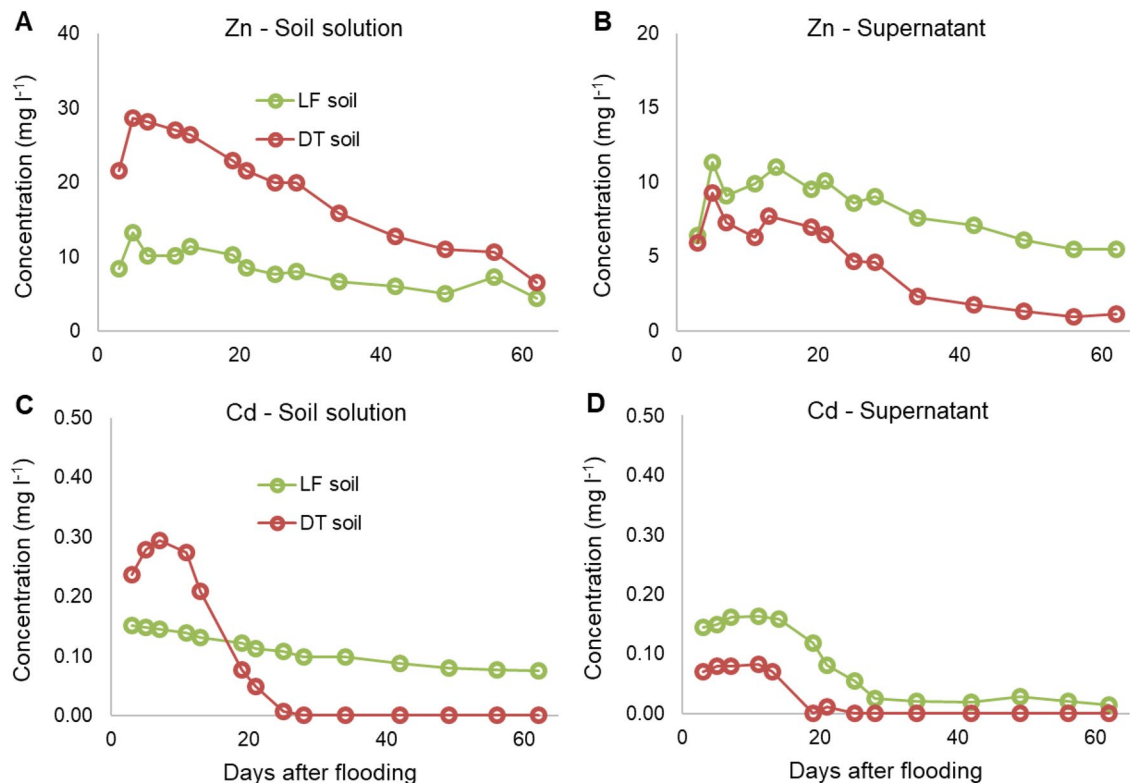 A
Zn - Soil solution
Concentration (mg l⁻¹)
40
30
20
10
0
0 20 40 60
LF soil
DT soil
B
Zn - Supernatant
Concentration (mg l⁻¹)
20
15
10
5
0
0 20 40 60
C
Cd - Soil solution
Concentration (mg l⁻¹)
0.50
0.40
0.30
0.20
0.10
0.00
0 20 40 60
Days after flooding
LF soil
DT soil
D
Cd - Supernatant
Concentration (mg l⁻¹)
0.50
0.40
0.30
0.20
0.10
0.00
0 20 40 60
Days after flooding